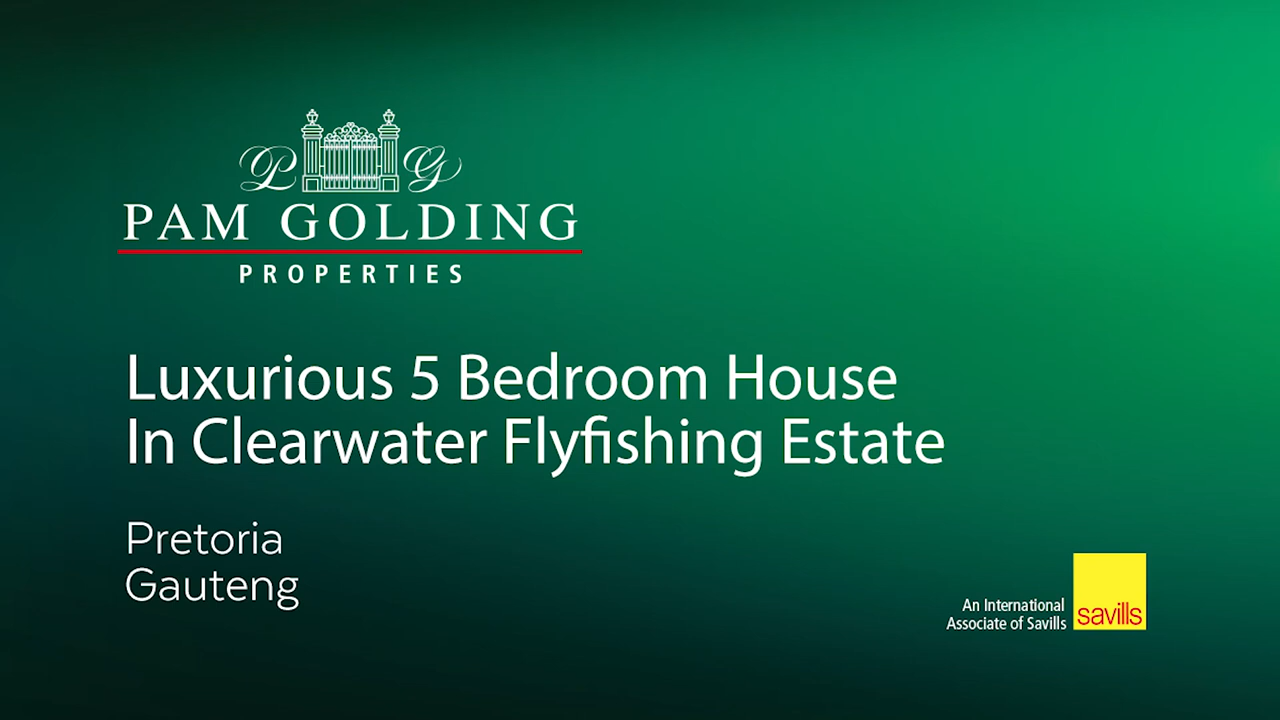 P G
PAM GOLDING
PROPERTIES
Luxurious 5 Bedroom House
In Clearwater Flyfishing Estate
Pretoria
Gauteng
An International
Associate of Savills
savills